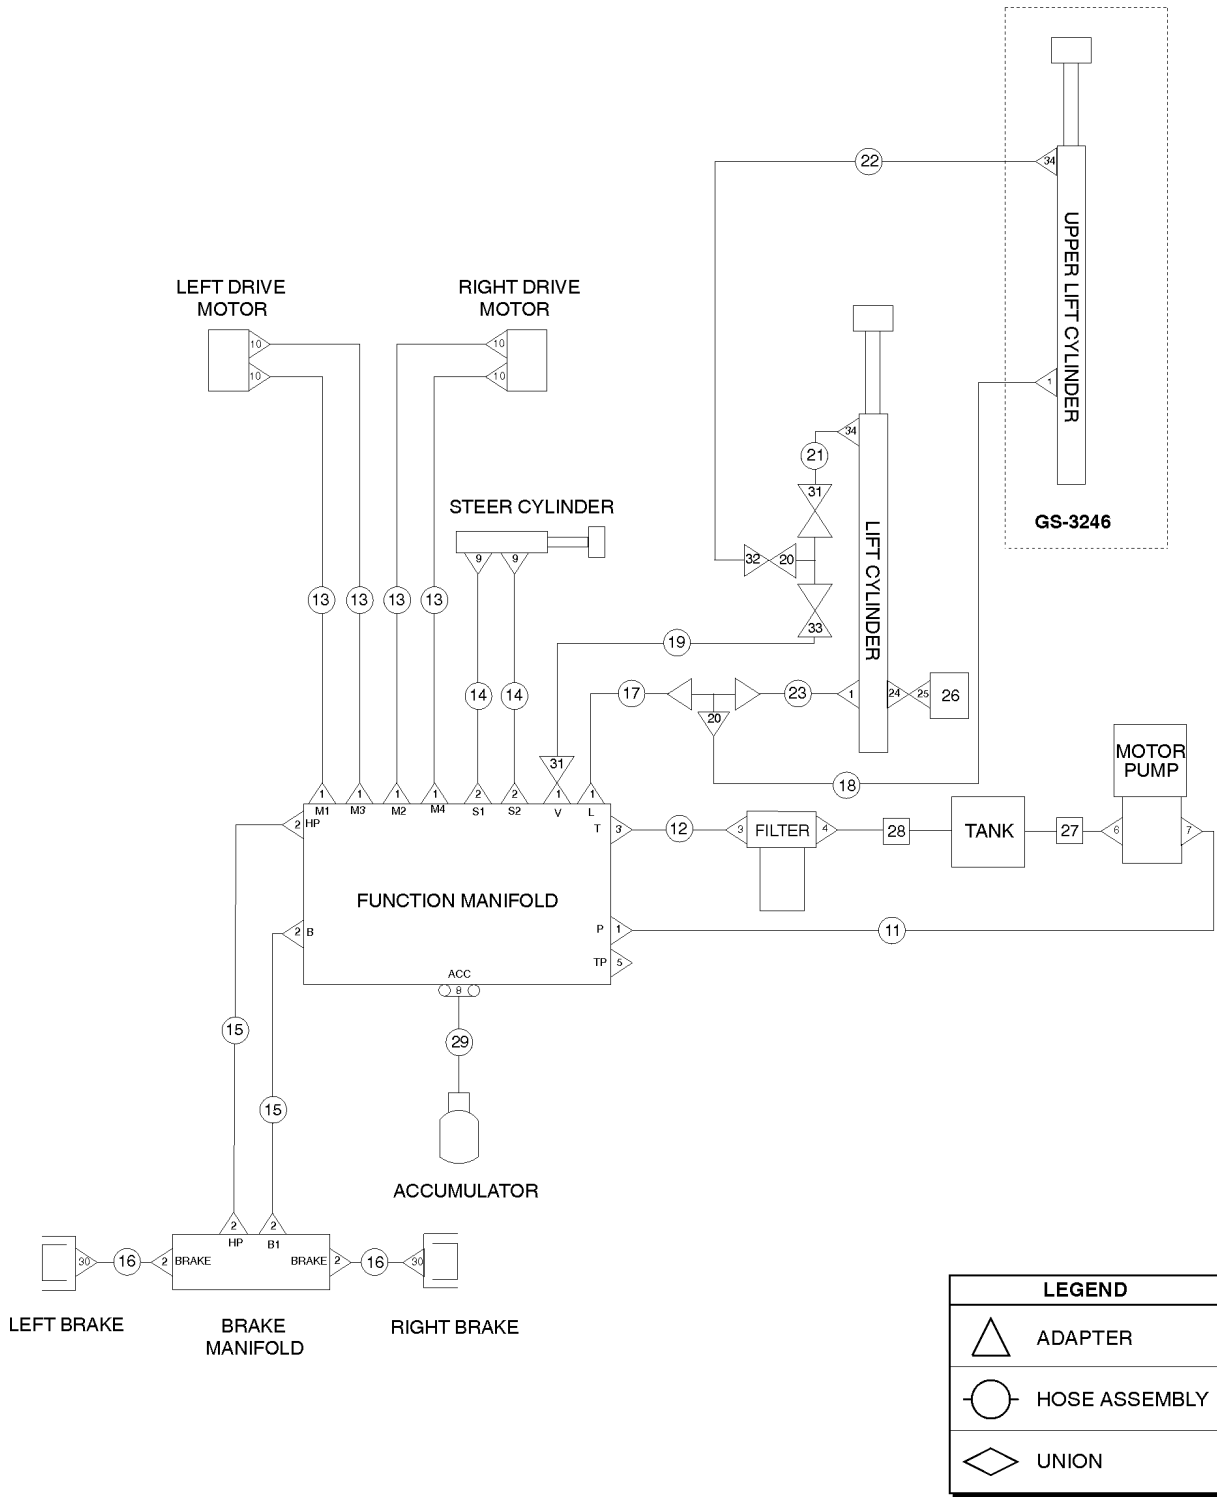 22
34
UPPER LIFT CYLINDER
1
GS-3246
LEFT DRIVE
MOTOR
RIGHT DRIVE
MOTOR
10
10
10
10
34
21
31
LIFT CYLINDER
STEER CYLINDER
9
9
32
20
33
13
13
13
13
19
14
14
17
23
1
24
25
26
20
18
MOTOR
PUMP
31
1
1
1
1
2
2
1
1
M1
M3
M2
M4
S1
S2
V
L
2
HP
T
3
12
3
FILTER
4
28
TANK
27
6
7
FUNCTION MANIFOLD
2
B
P
1
11
TP
5
ACC
8
15
29
15
ACCUMULATOR
2
2
HP
B1
30
16
2
BRAKE
BRAKE
2
16
30
LEFT BRAKE
BRAKE
MANIFOLD
RIGHT BRAKE
LEGEND
ADAPTER
HOSE ASSEMBLY
UNION